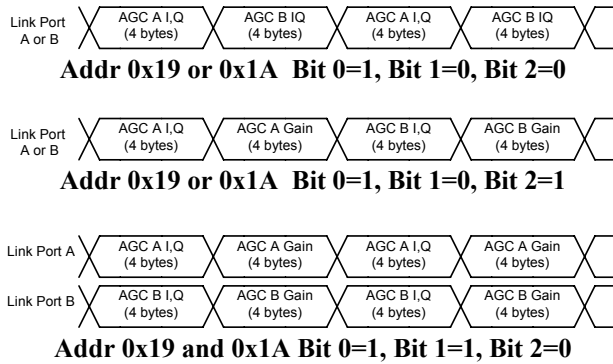 Link Port A or B
AGC A I,Q (4 bytes) AGC B IQ (4 bytes) AGC A I,Q (4 bytes) AGC B IQ (4 bytes)
Addr 0x19 or 0x1A Bit 0=1, Bit 1=0, Bit 2=0
Link Port A or B
AGC A I,Q (4 bytes) AGC A Gain (4 bytes) AGC B I,Q (4 bytes) AGC B Gain (4 bytes)
Addr 0x19 or 0x1A Bit 0=1, Bit 1=0, Bit 2=1
Link Port A
AGC A I,Q (4 bytes) AGC A Gain (4 bytes) AGC A I,Q (4 bytes) AGC A Gain (4 bytes)
Link Port B
AGC B I,Q (4 bytes) AGC B Gain (4 bytes) AGC B I,Q (4 bytes) AGC B Gain (4 bytes)
Addr 0x19 and 0x1A Bit 0=1, Bit 1=1, Bit 2=0